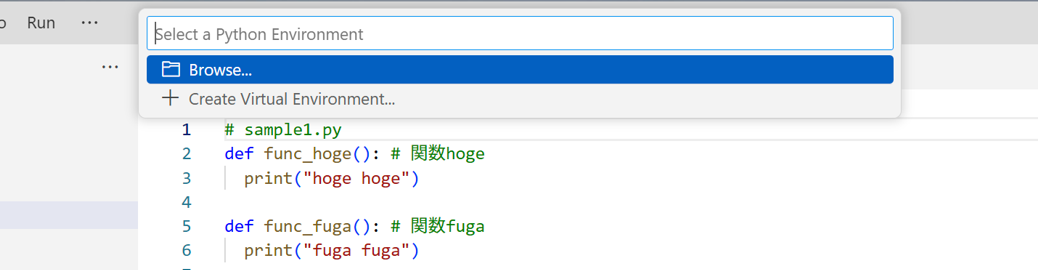 Run ···
Select a Python Environment
···
Browse...
Create Virtual Environment...
1 # sample1.py
2 def func_hoge(): # 関数hoge
3 print("hoge hoge")
4
5 def func_fuga(): # 関数fuga
6 print("fuga fuga")